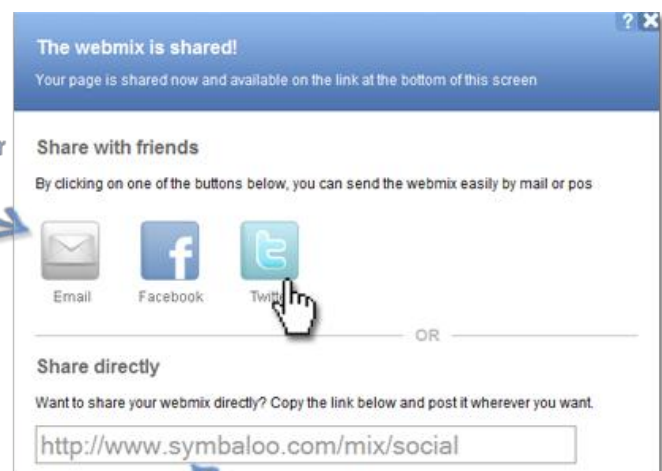 ? X
The webmix is shared!
Your page is shared now and available on the link at the bottom of this screen
r
Share with friends
By clicking on one of the buttons below, you can send the webmix easily by mail or pos
Email Facebook Twitt
OR
Share directly
Want to share your webmix directly? Copy the link below and post it wherever you want.
http://www.symbaloo.com/mix/social